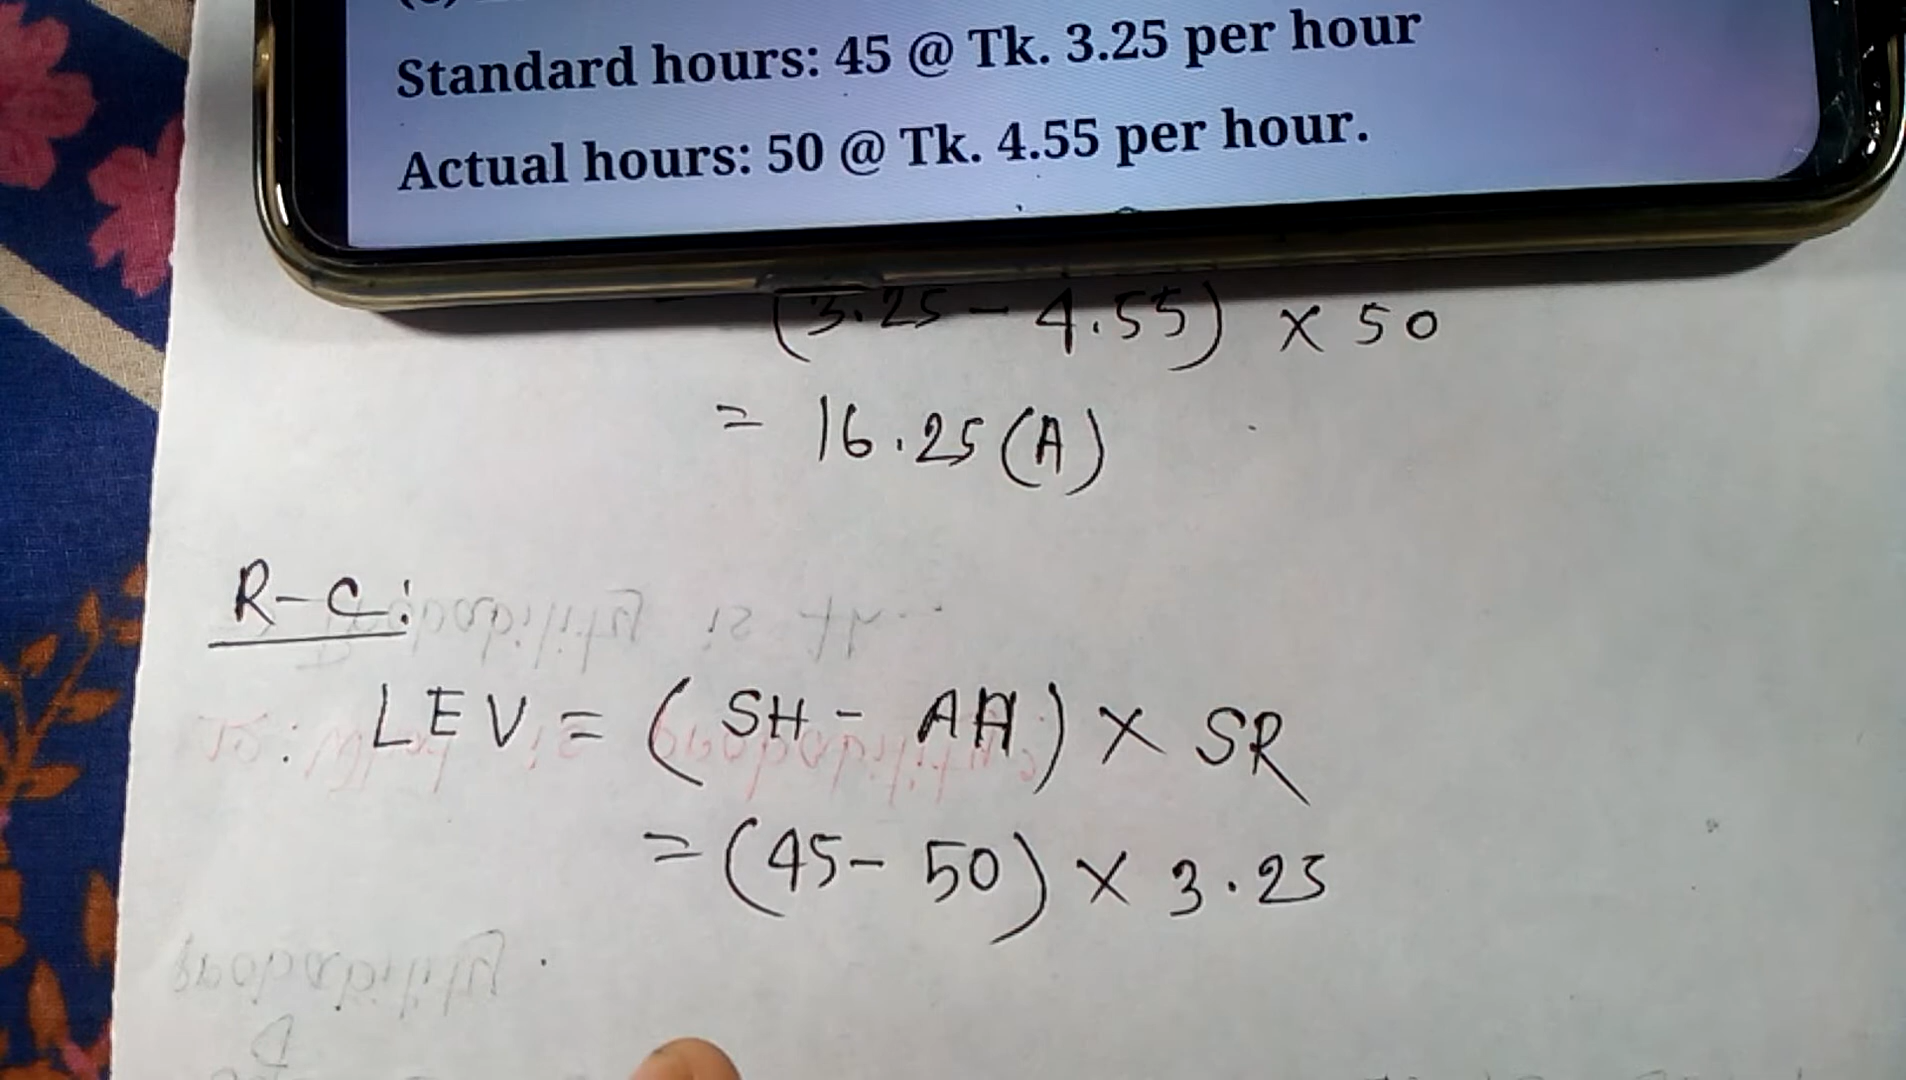 Standard hours: 45 @ Tk. 3.25 per hour
Actual hours: 50 @ Tk. 4.55 per hour.
(3.25 - 4.55) × 50
= 16.25 (A)
R-C:
LEV = (SH - AH) × SR
= (45 - 50) × 3.25